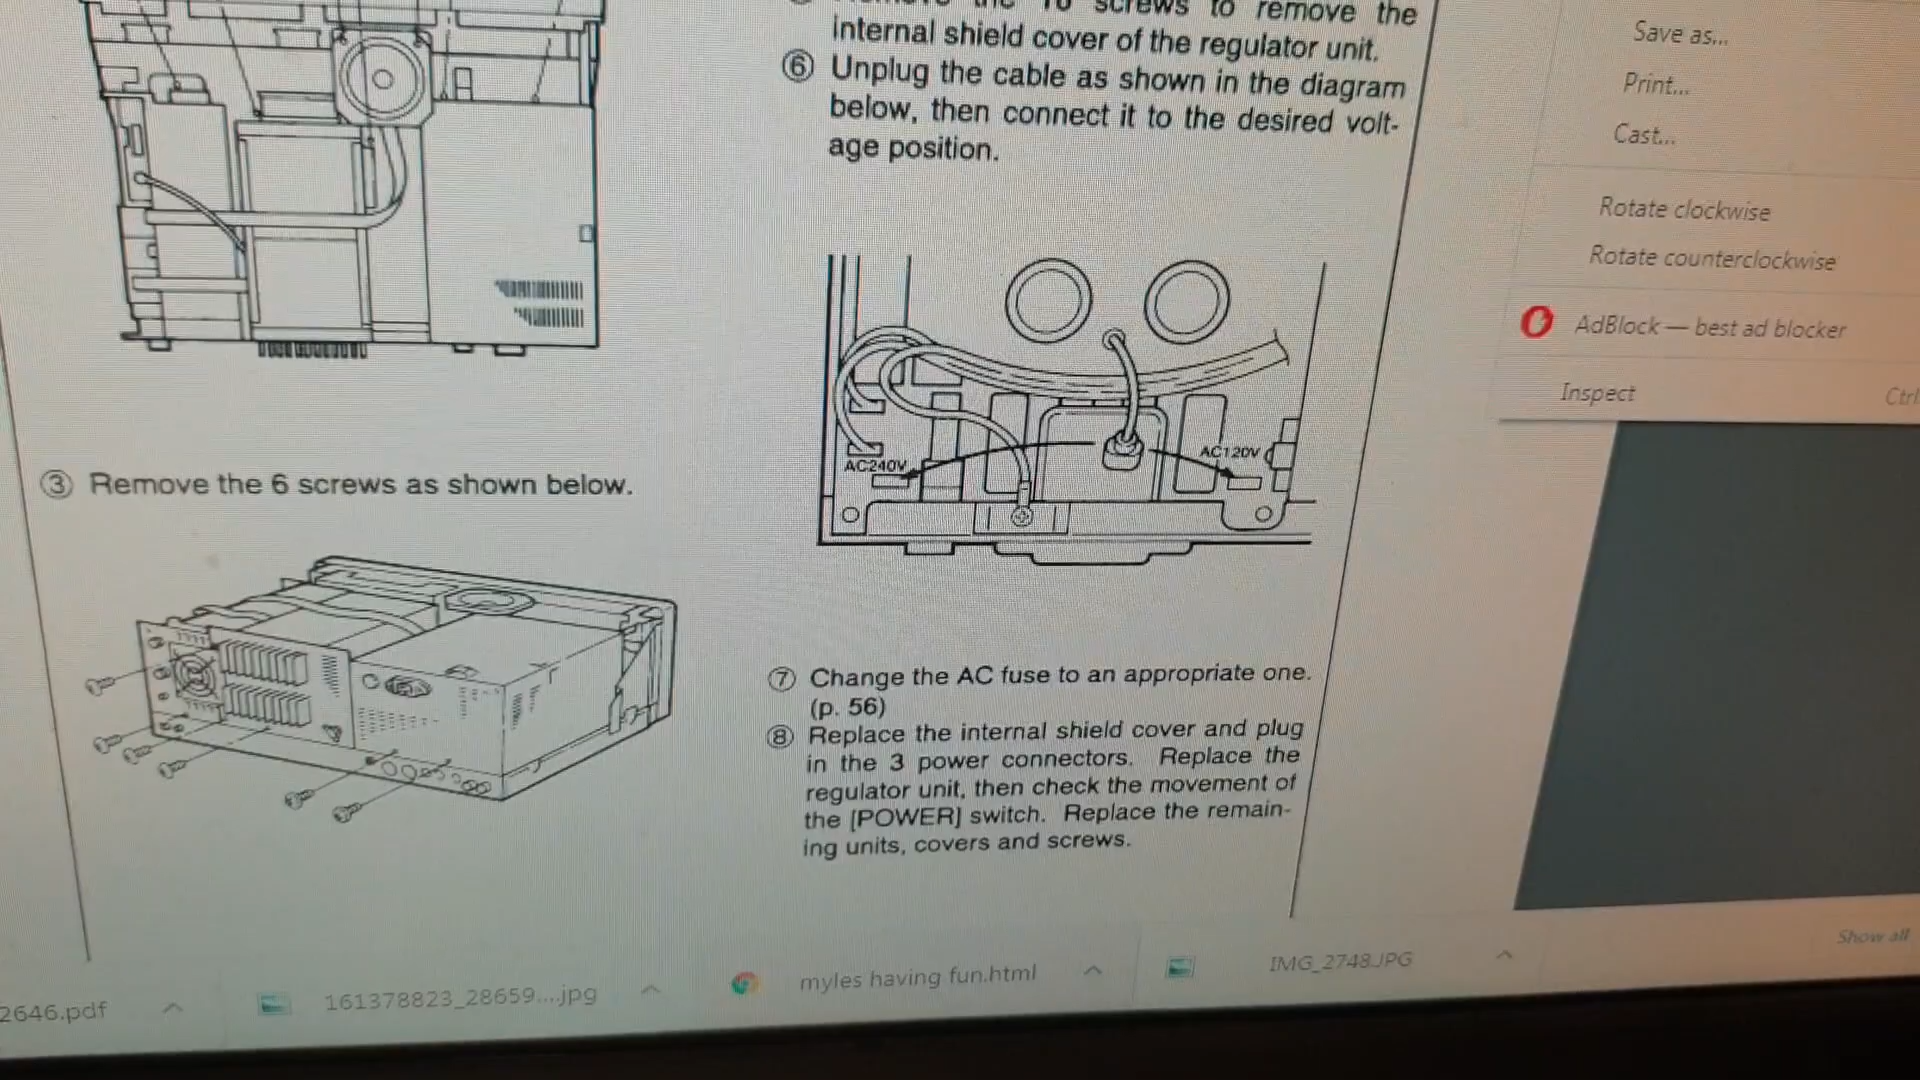 ③ Remove the 6 screws as shown below.
screws to remove the
internal shield cover of the regulator unit.
⑥ Unplug the cable as shown in the diagram
below, then connect it to the desired volt-
age position.
AC240V
AC120V
⑦ Change the AC fuse to an appropriate one.
(p. 56)
⑧ Replace the internal shield cover and plug
in the 3 power connectors. Replace the
regulator unit, then check the movement of
the [POWER] switch. Replace the remain-
ing units, covers and screws.
Save as...
Print...
Cast...
Rotate clockwise
Rotate counterclockwise
AdBlock — best ad blocker
Inspect
Ctrl
2646.pdf
161378823_28659....jpg
myles having fun.html
IMG_2748.JPG
Show all